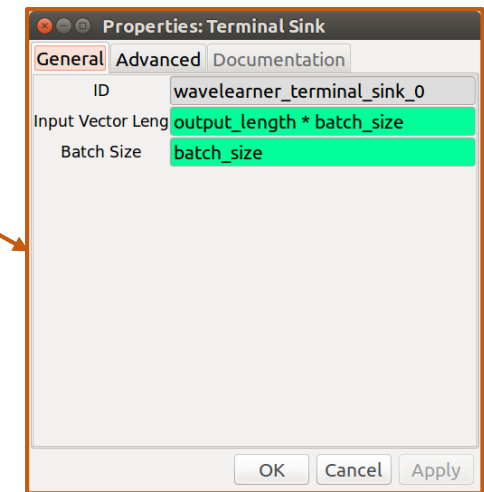 Properties: Terminal Sink
General Advanced Documentation
ID wavelearner_terminal_sink_0
Input Vector Leng output_length * batch_size
Batch Size batch_size
OK Cancel Apply